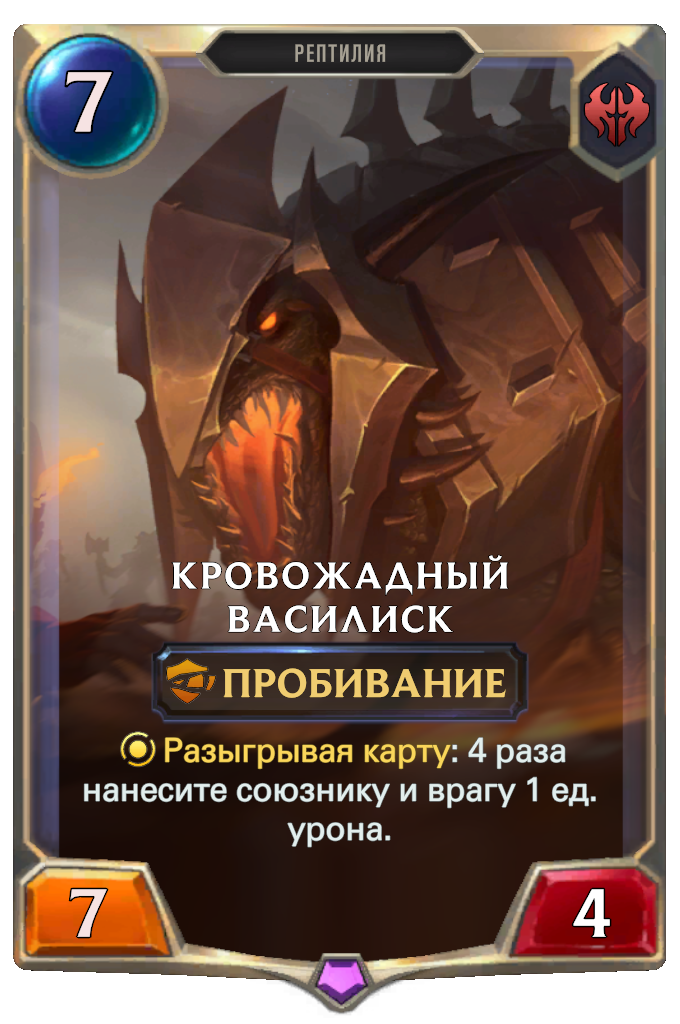 РЕПТИЛИЯ
7
КРОВОЖАДНЫЙ
ВАСИЛИСК
ПРОБИВАНИЕ
Разыгрывая карту: 4 раза
нанесите союзнику и врагу 1 ед.
урона.
7
4